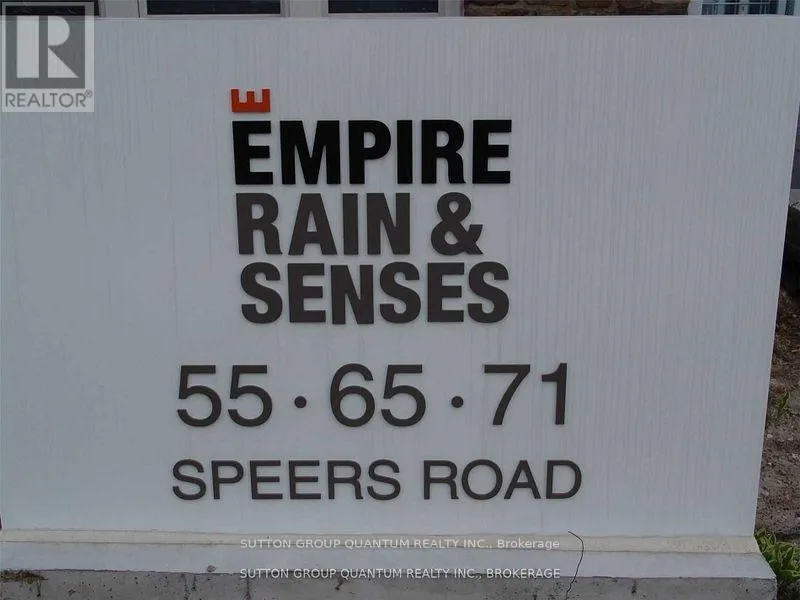 R
REALTOR®
E
EMPIRE
RAIN &
SENSES
55 · 65 · 71
SPEERS ROAD
SUTTON GROUP QUANTUM REALTY INC., Brokerage
SUTTON GROUP QUANTUM REALTY INC., BROKERAGE